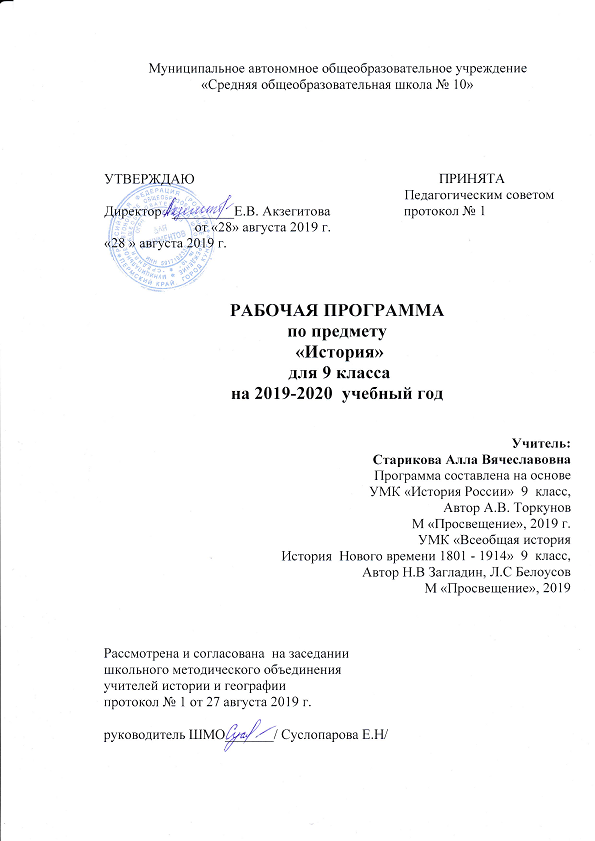 Муниципальное автономное общеобразовательное учреждение
«Средняя общеобразовательная школа № 10»
УТВЕРЖДАЮ
ПРИНЯТА
Педагогическим советом
Директор Е.В. Акзегитова
протокол № 1
от «28» августа 2019 г.
«28 » августа 2019 г.
РАБОЧАЯ ПРОГРАММА
по предмету
«История»
для 9 класса
на 2019-2020 учебный год
Учитель:
Старикова Алла Вячеславовна
Программа составлена на основе
УМК «История России» 9 класс,
Автор А.В. Торкунов
М «Просвещение», 2019 г.
УМК «Всеобщая история
История Нового времени 1801 - 1914» 9 класс,
Автор Н.В Загладин, Л.С Белоусов
М «Просвещение», 2019
Рассмотрена и согласована на заседании
школьного методического объединения
учителей истории и географии
протокол № 1 от 27 августа 2019 г.
руководитель ШМО / Суслопарова Е.Н/